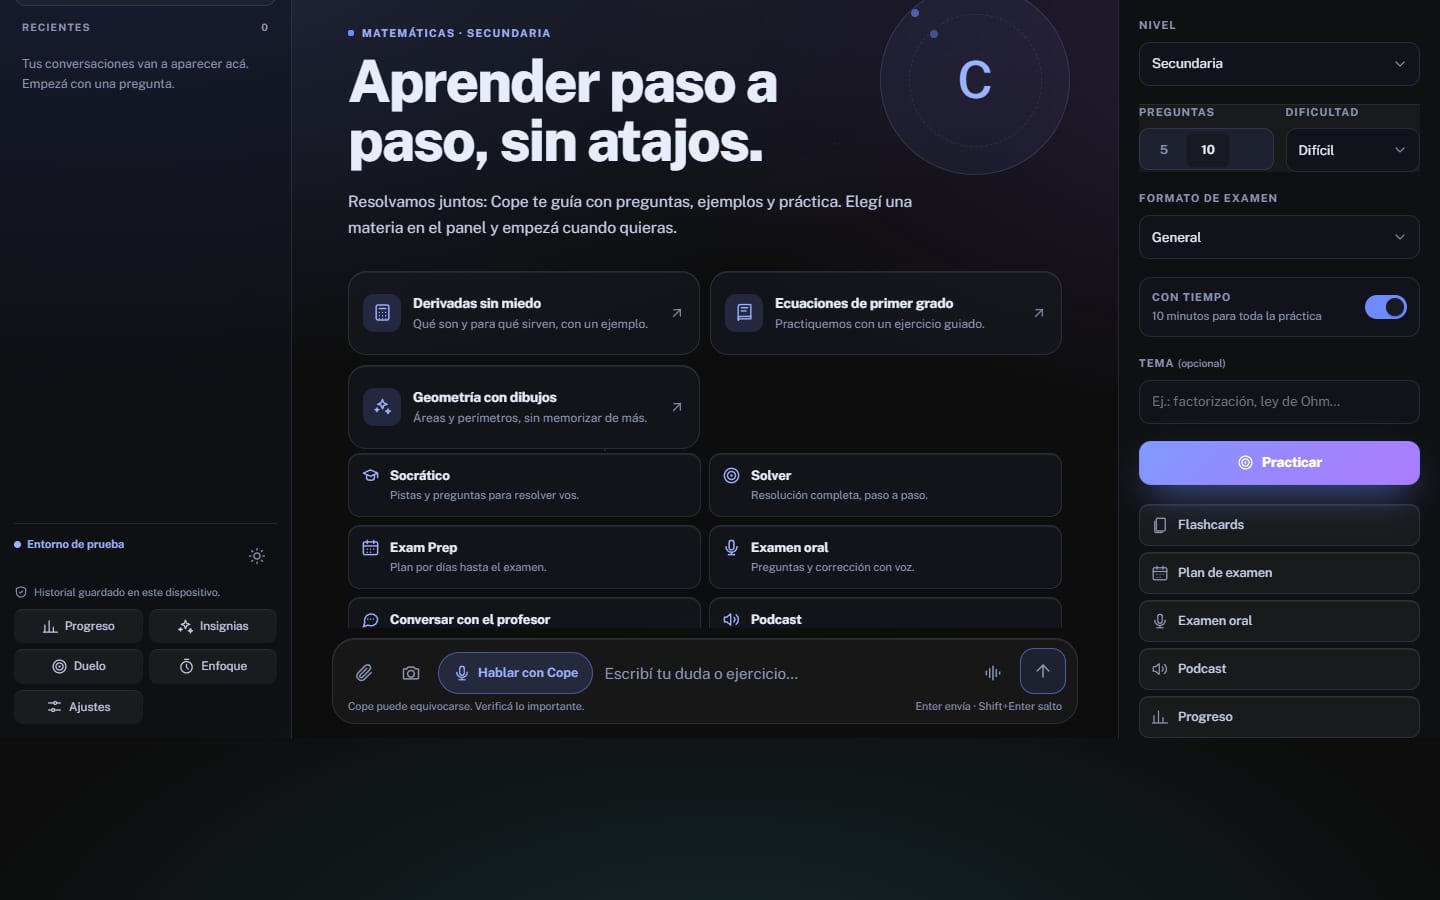 RECIENTES 0
Tus conversaciones van a aparecer acá.
Empezá con una pregunta.
Entorno de prueba
Historial guardado en este dispositivo.
Progreso
Insignias
Duelo
Enfoque
Ajustes
MATEMÁTICAS · SECUNDARIA
Aprender paso a
paso, sin atajos.
C
Resolvamos juntos: Cope te guía con preguntas, ejemplos y práctica. Elegí una
materia en el panel y empezá cuando quieras.
Derivadas sin miedo
Qué son y para qué sirven, con un ejemplo.
Ecuaciones de primer grado
Practiquemos con un ejercicio guiado.
Geometría con dibujos
Áreas y perímetros, sin memorizar de más.
Socrático
Pistas y preguntas para resolver vos.
Solver
Resolución completa, paso a paso.
Exam Prep
Plan por días hasta el examen.
Examen oral
Preguntas y corrección con voz.
Conversar con el profesor
Podcast
Hablar con Cope
Escribí tu duda o ejercicio...
Cope puede equivocarse. Verificá lo importante.
Enter envía · Shift+Enter salto
NIVEL
Secundaria
PREGUNTAS
5 10
DIFICULTAD
Difícil
FORMATO DE EXAMEN
General
CON TIEMPO
10 minutos para toda la práctica
TEMA (opcional)
Ej.: factorización, ley de Ohm...
Practicar
Flashcards
Plan de examen
Examen oral
Podcast
Progreso